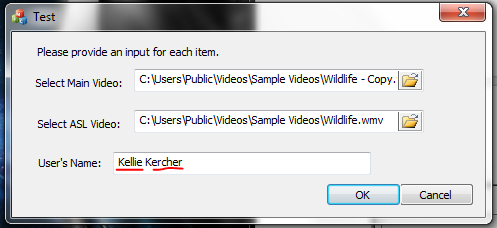 Test
Please provide an input for each item.
Select Main Video: C:\Users\Public\Videos\Sample Videos\Wildlife - Copy.
Select ASL Video: C:\Users\Public\Videos\Sample Videos\Wildlife.wmv
User's Name: Kellie Kercher
OK Cancel